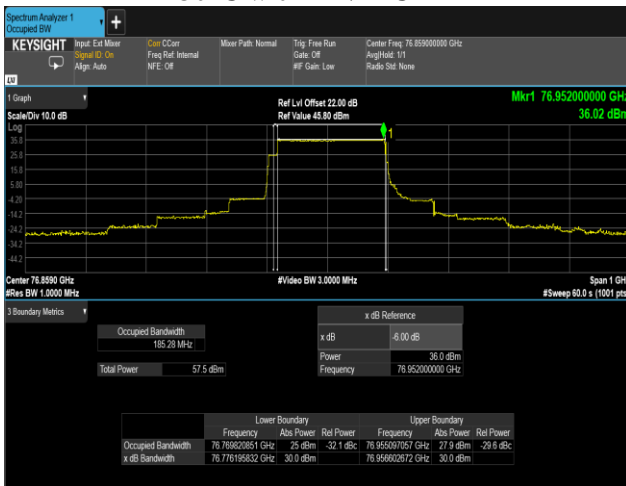 Spectrum Analyzer 1
Occupied BW
KEYSIGHT
Input: Ext Mixer
Signal ID: On
Align: Auto
Corr CCorr
Freq Ref: Internal
NFE: Off
Mixer Path: Normal
Trig: Free Run
Gate: Off
#IF Gain: Low
Center Freq: 76.859000000 GHz
Avg|Hold: 1/1
Radio Std: None
LXI
1 Graph
Scale/Div 10.0 dB
Ref Lvl Offset 22.00 dB
Ref Value 45.80 dBm
Mkr1 76.952000000 GHz
36.02 dBm
Log
35.8
25.8
15.8
5.80
-4.20
-14.2
-24.2
-34.2
-44.2
1
Center 76.8590 GHz
#Res BW 1.0000 MHz
#Video BW 3.0000 MHz
Span 1 GH
#Sweep 60.0 s (1001 pts
3 Boundary Metrics
Occupied Bandwidth
185.28 MHz
Total Power 57.5 dBm
x dB Reference
x dB -6.00 dB
Power 36.0 dBm
Frequency 76.952000000 GHz
Lower Boundary Upper Boundary
Frequency Abs Power Rel Power Frequency Abs Power Rel Power
Occupied Bandwidth 76.769820851 GHz 25 dBm -32.1 dBc 76.955097057 GHz 27.9 dBm -29.6 dBc
x dB Bandwidth 76.776195832 GHz 30.0 dBm 76.956602672 GHz 30.0 dBm